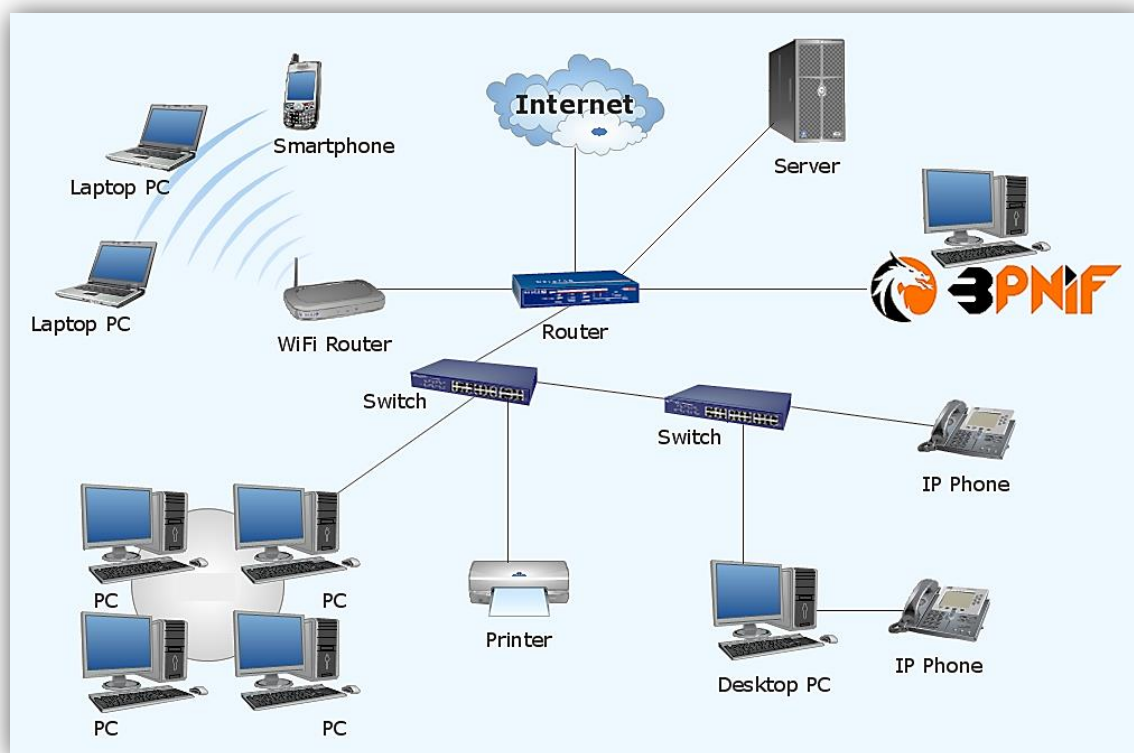 Internet
Smartphone
Server
Laptop PC
Laptop PC
WiFi Router
Router
3PNIF
Switch
Switch
IP Phone
PC
PC
Printer
Desktop PC
IP Phone
PC
PC